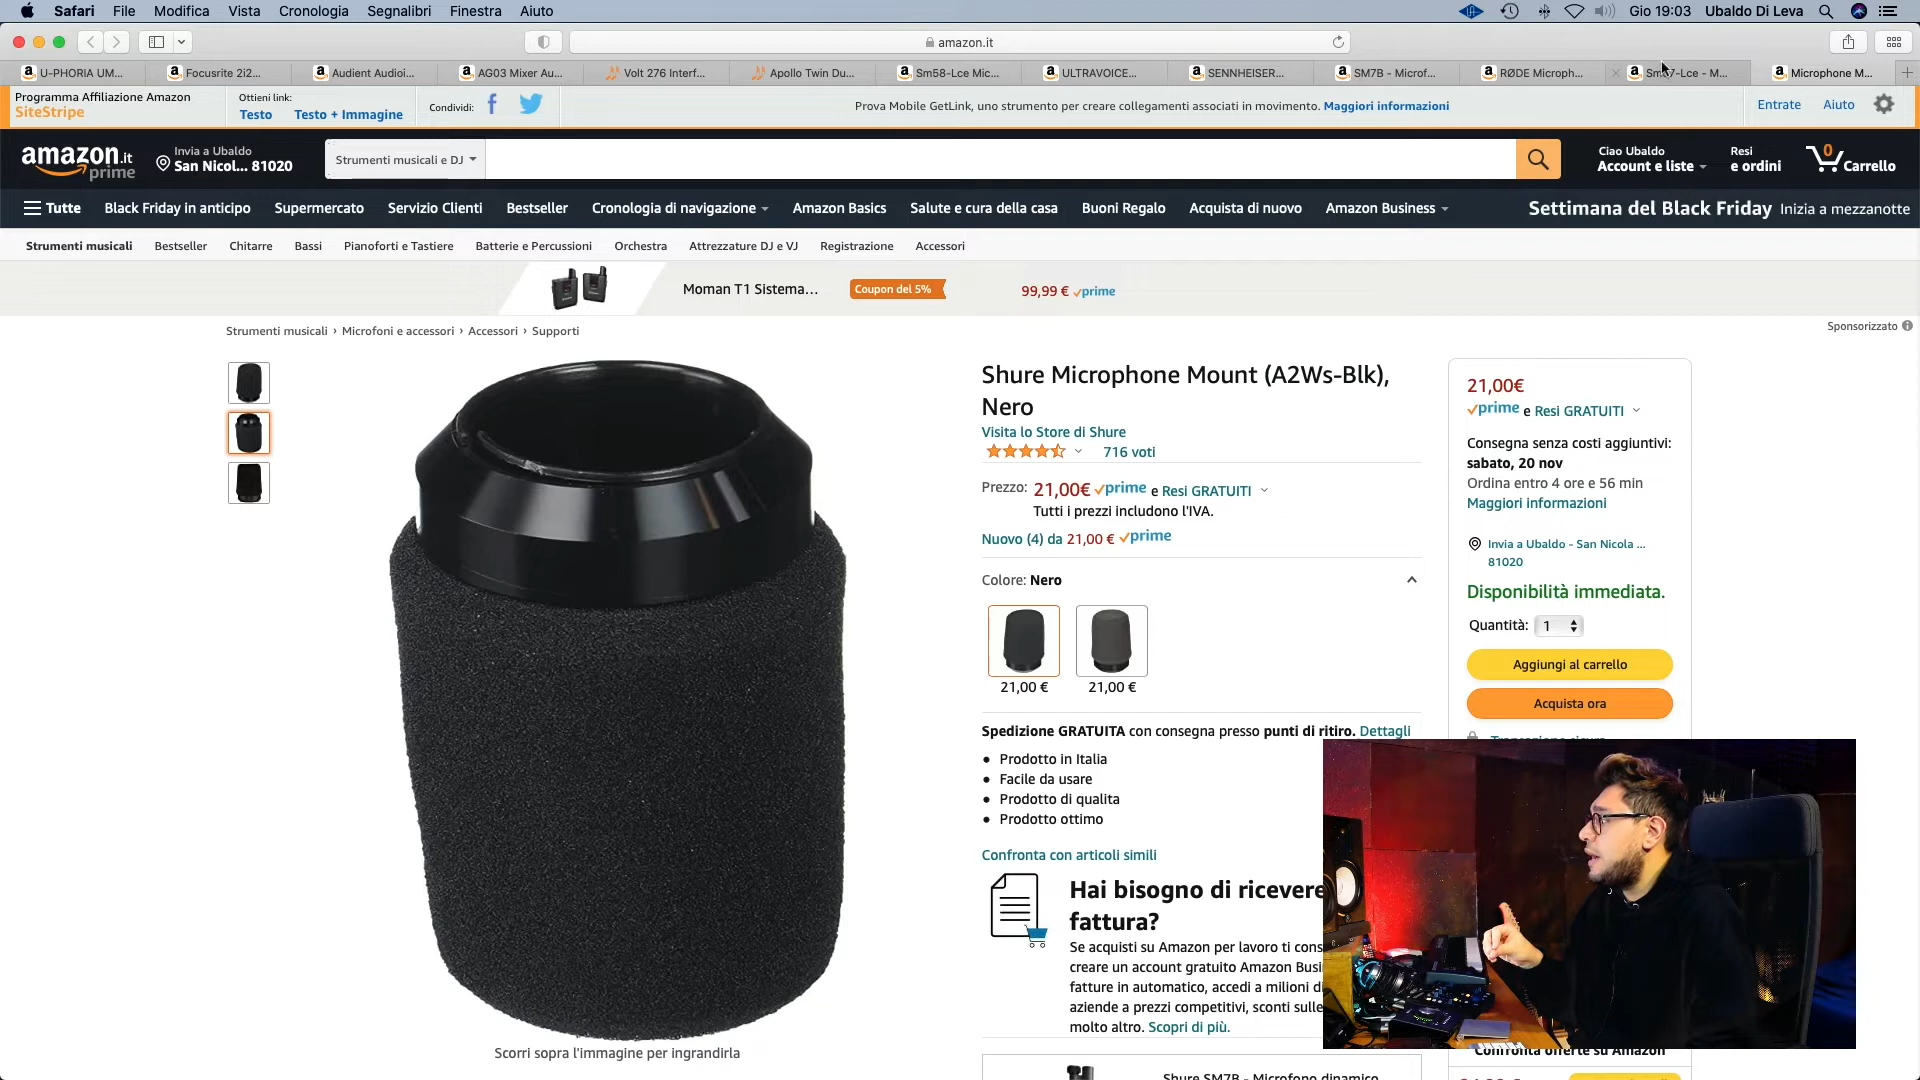 Safari File Modifica Vista Cronologia Segnalibri Finestra Aiuto
Gio 19:03 Ubaldo Di Leva
amazon.it
U-PHORIA UM...
Focusrite 2i2...
Audient Audioi...
AG03 Mixer Au...
Volt 276 Interf...
Apollo Twin Du...
Sm58-Lce Mic...
ULTRAVOICE...
SENNHEISER...
SM7B - Microf...
RØDE Microph...
Sm57-Lce - M...
Microphone M...
Programma Affiliazione Amazon
SiteStripe
Ottieni link:
Testo Testo + Immagine
Condividi:
Prova Mobile GetLink, uno strumento per creare collegamenti associati in movimento. Maggiori informazioni
Entrate Aiuto
amazon.it
prime
Invia a Ubaldo
San Nicol... 81020
Strumenti musicali e DJ
Ciao Ubaldo
Account e liste
Resi
e ordini
0
Carrello
Tutte Black Friday in anticipo Supermercato Servizio Clienti Bestseller Cronologia di navigazione Amazon Basics Salute e cura della casa Buoni Regalo Acquista di nuovo Amazon Business
Settimana del Black Friday Inizia a mezzanotte
Strumenti musicali Bestseller Chitarre Bassi Pianoforti e Tastiere Batterie e Percussioni Orchestra Attrezzature DJ e VJ Registrazione Accessori
Moman T1 Sistema...
Coupon del 5%
99,99 € prime
Sponsorizzato
Strumenti musicali › Microfoni e accessori › Accessori › Supporti
Shure Microphone Mount (A2Ws-Blk),
Nero
Visita lo Store di Shure
716 voti
Prezzo: 21,00€ prime e Resi GRATUITI
Tutti i prezzi includono l'IVA.
Nuovo (4) da 21,00 € prime
Colore: Nero
21,00 €
21,00 €
Spedizione GRATUITA con consegna presso punti di ritiro. Dettagli
• Prodotto in Italia
• Facile da usare
• Prodotto di qualita
• Prodotto ottimo
Confronta con articoli simili
Hai bisogno di ricevere
fattura?
Se acquisti su Amazon per lavoro ti cons
creare un account gratuito Amazon Busi
fatture in automatico, accedi a milioni d
aziende a prezzi competitivi, sconti sulle
molto altro. Scopri di più.
Shure SM7B - Microfono dinamico
Scorri sopra l'immagine per ingrandirla
21,00€
prime e Resi GRATUITI
Consegna senza costi aggiuntivi:
sabato, 20 nov
Ordina entro 4 ore e 56 min
Maggiori informazioni
Invia a Ubaldo - San Nicola ...
81020
Disponibilità immediata.
Quantità: 1
Aggiungi al carrello
Acquista ora
Transazione sicura
Confronta offerte su Amazon